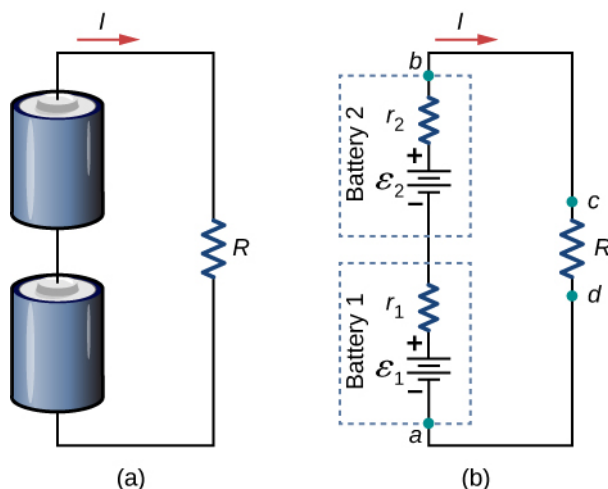 I
R
(a)
I
b
Battery 2
r2
+
ε2
−
c
R
d
Battery 1
r1
+
ε1
−
a
(b)